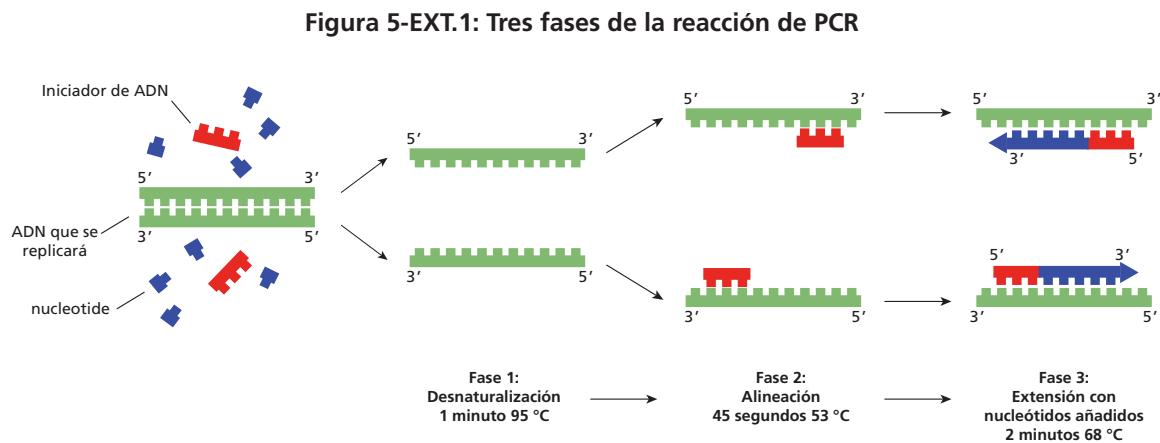 Figura 5-EXT.1: Tres fases de la reacción de PCR
Iniciador de ADN
5’ 3’
3’ 5’
ADN que se
replicará
nucleotide
5’ 3’
3’ 5’
5’ 3’
3’ 5’
5’ 3’
3’ 5’
5’ 3’
3’ 5’
Fase 1:
Desnaturalización
1 minuto 95 °C
Fase 2:
Alineación
45 segundos 53 °C
Fase 3:
Extensión con
nucleótidos añadidos
2 minutos 68 °C